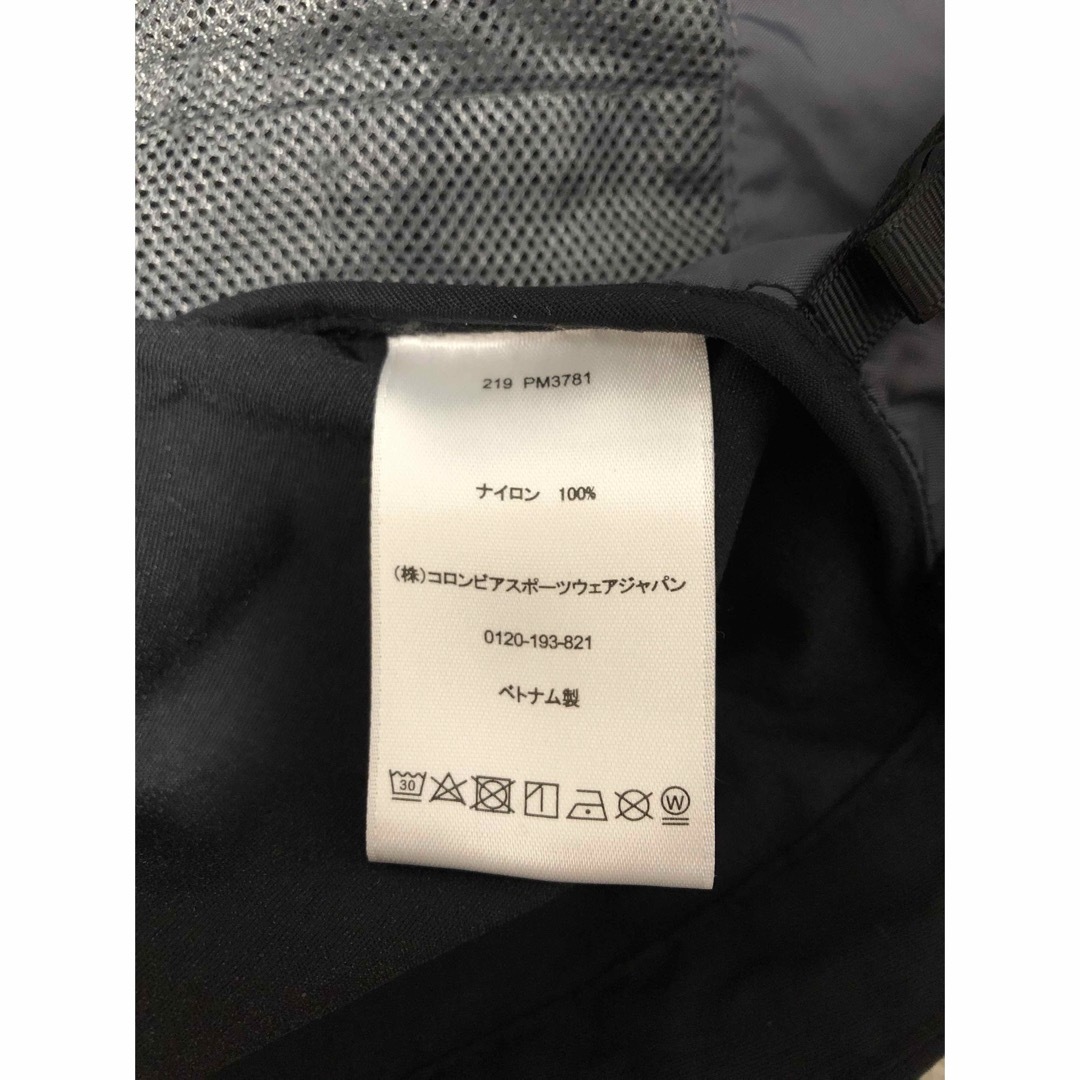 219 PM3781
ナイロン 100%
(株)コロンビアスポーツウェアジャパン
0120-193-821
ベトナム製
30
W